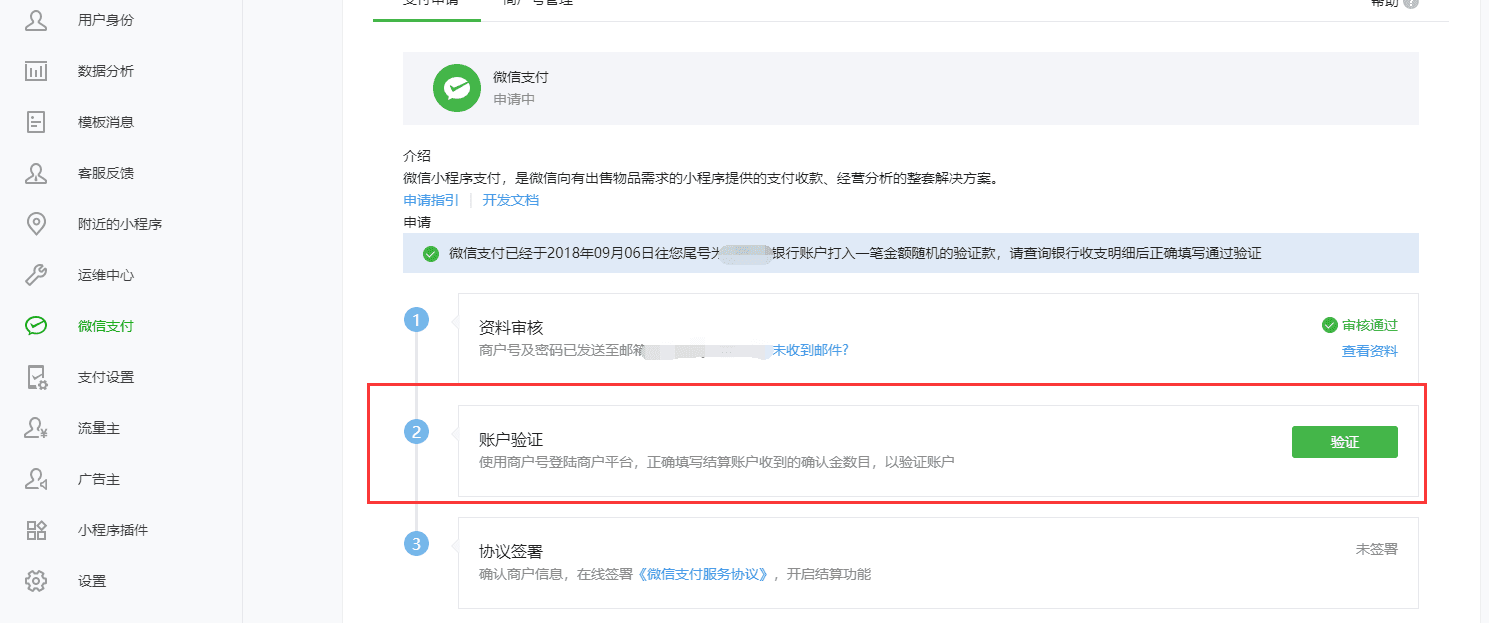 用户身份
数据分析
模板消息
客服反馈
附近的小程序
运维中心
微信支付
支付设置
流量主
广告主
小程序插件
设置
支付申请 商户号管理
帮助
微信支付
申请中
介绍
微信小程序支付，是微信向有出售物品需求的小程序提供的支付收款、经营分析的整套解决方案。
申请指引 | 开发文档
申请
微信支付已经于2018年09月06日往您尾号为 银行账户打入一笔金额随机的验证款，请查询银行收支明细后正确填写通过验证
1
资料审核
审核通过
商户号及密码已发送至邮箱 未收到邮件?
查看资料
2
账户验证
使用商户号登陆商户平台，正确填写结算账户收到的确认金数目，以验证账户
验证
3
协议签署
未签署
确认商户信息，在线签署《微信支付服务协议》，开启结算功能